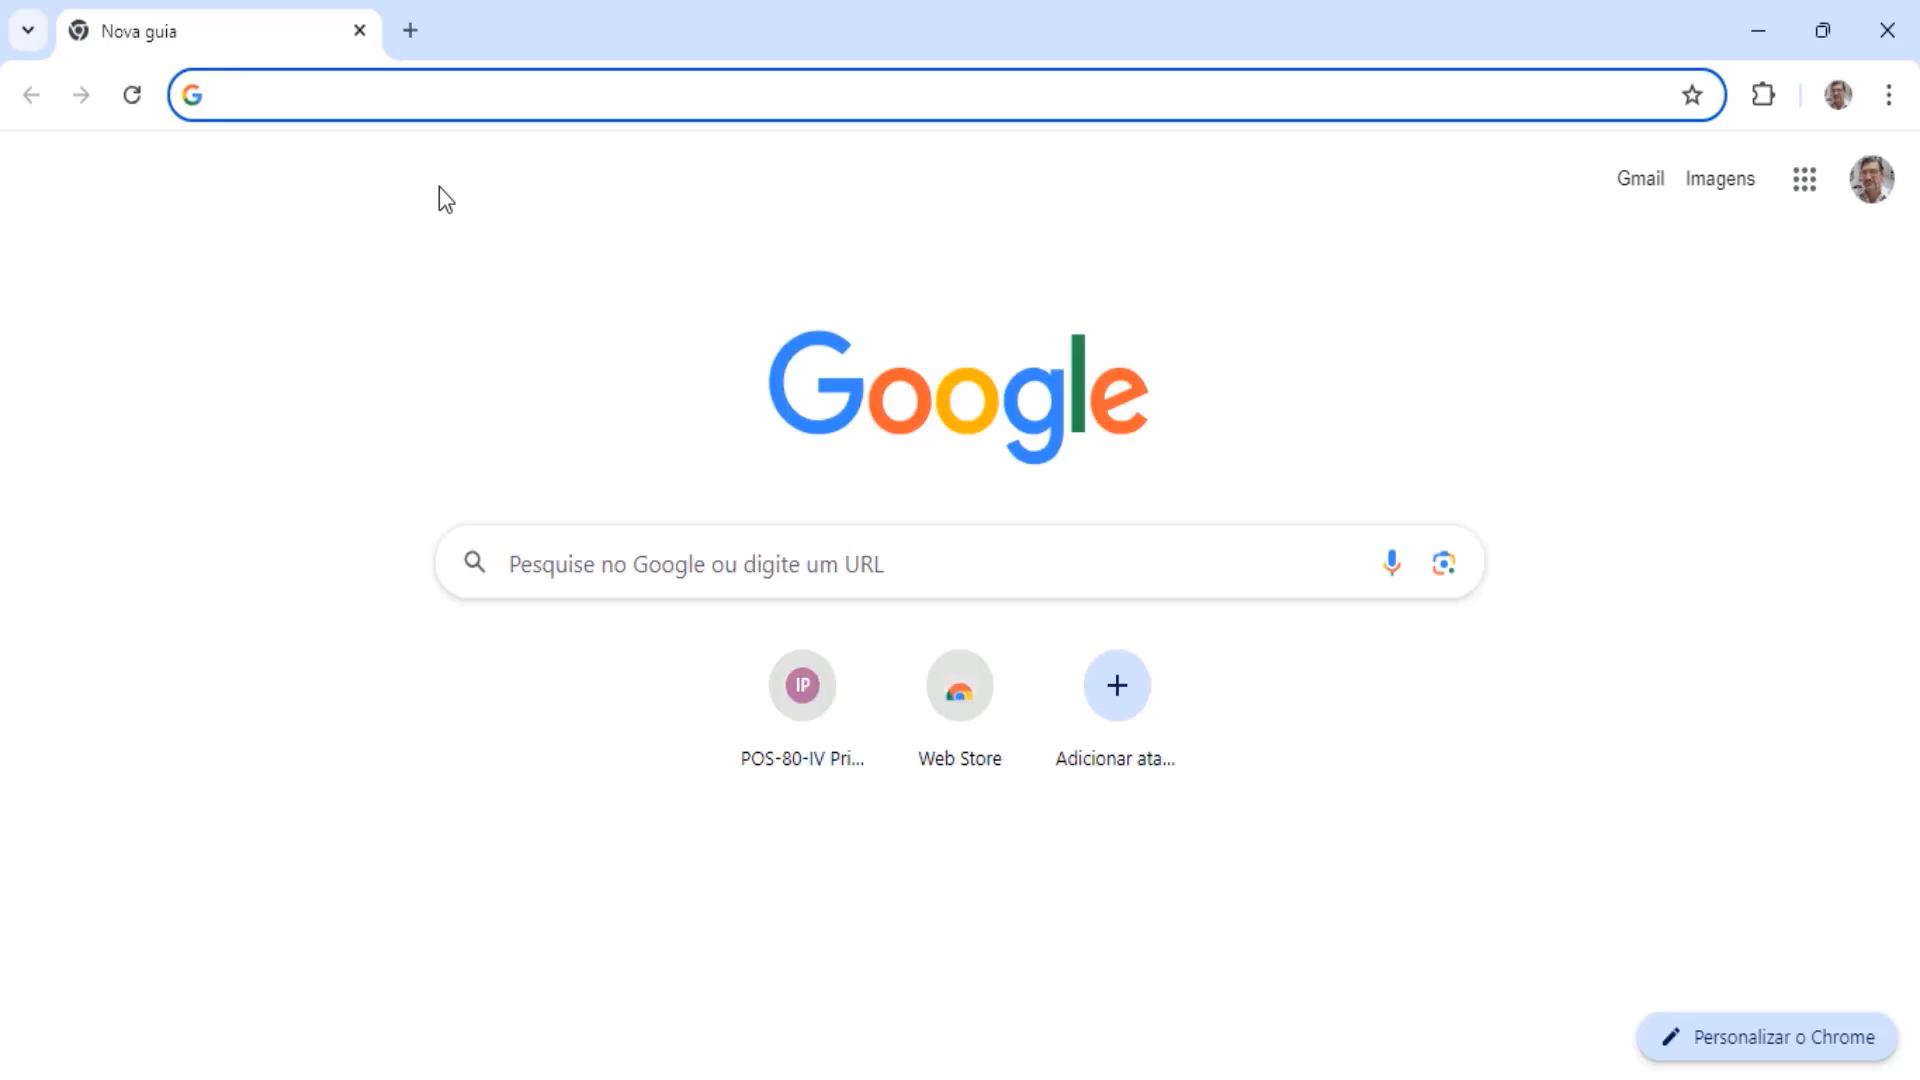 Nova guia
Gmail Imagens
Google
Pesquise no Google ou digite um URL
IP
POS-80-IV Pri... Web Store Adicionar ata...
Personalizar o Chrome